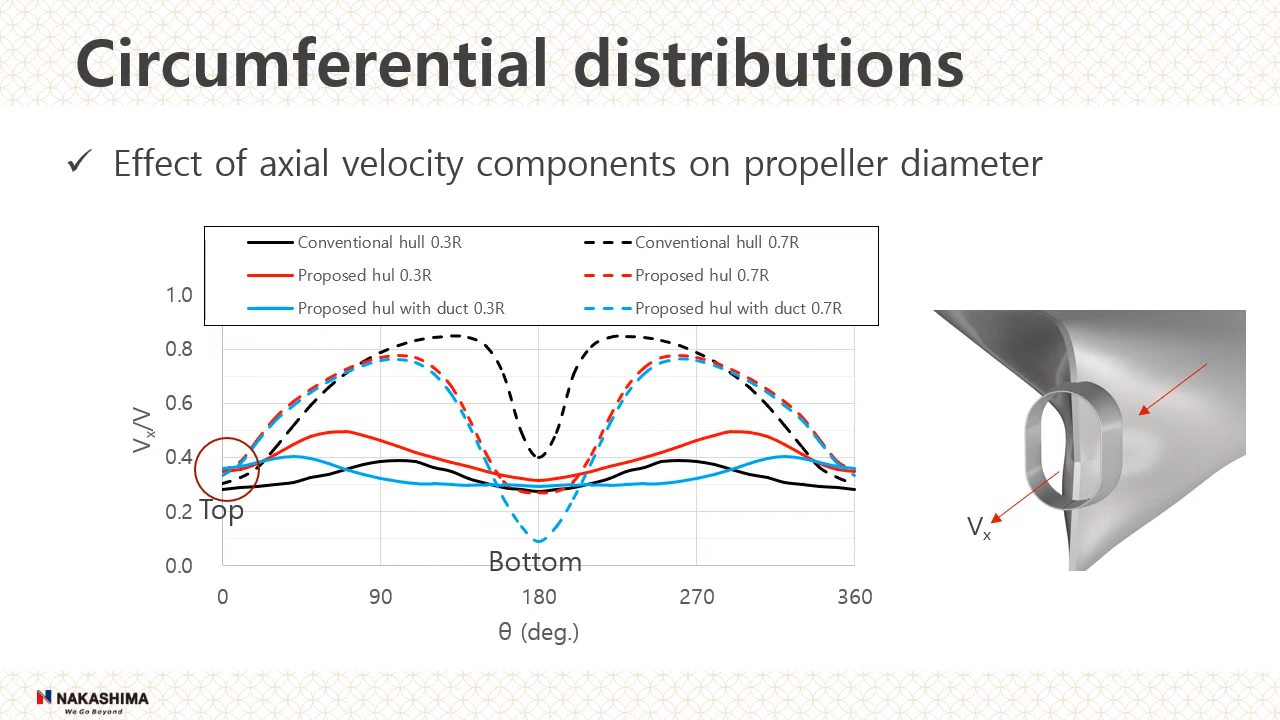 Circumferential distributions
✓ Effect of axial velocity components on propeller diameter
Conventional hull 0.3R
Conventional hull 0.7R
Proposed hul 0.3R
Proposed hul 0.7R
Proposed hul with duct 0.3R
Proposed hul with duct 0.7R
1.0
0.8
0.6
0.4
0.2
0.0
Vx/V
Top
Bottom
0 90 180 270 360
θ (deg.)
Vx
NAKASHIMA
We Go Beyond